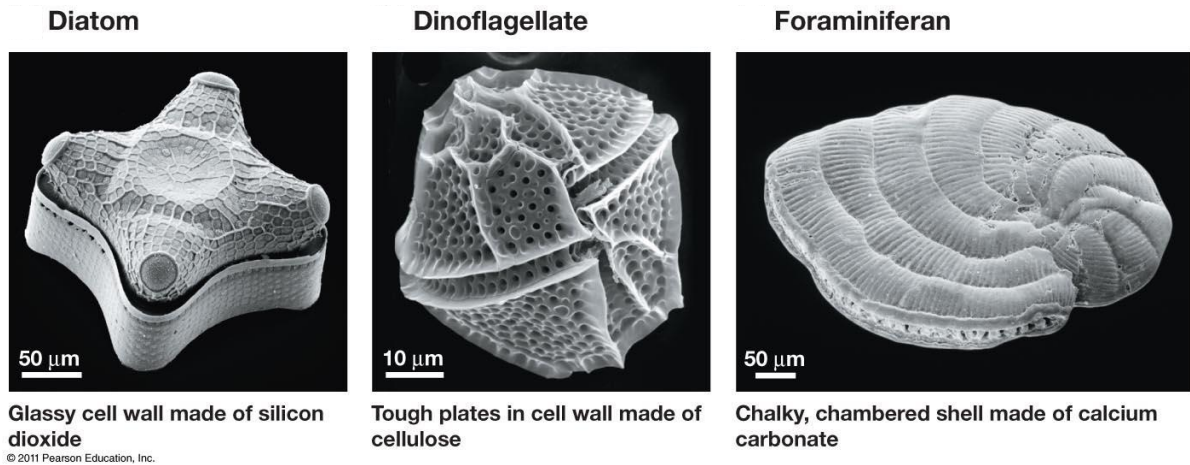 Diatom
Dinoflagellate
Foraminiferan
50 μm
10 μm
50 μm
Glassy cell wall made of silicon
dioxide
Tough plates in cell wall made of
cellulose
Chalky, chambered shell made of calcium
carbonate
© 2011 Pearson Education, Inc.